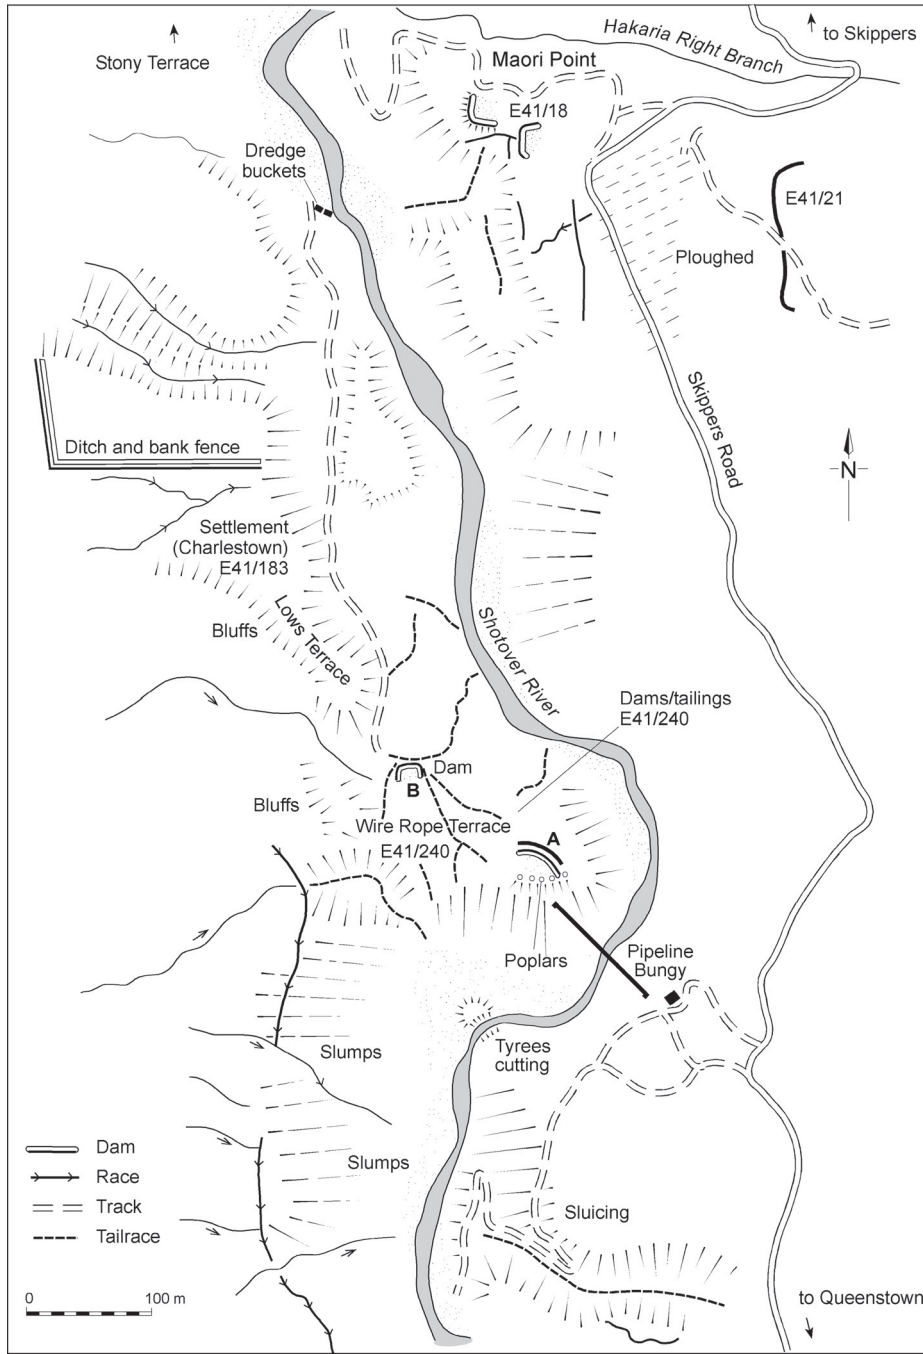 to Skippers
Hakaria Right Branch
Stony Terrace
Maori Point
E41/18
Dredge
buckets
E41/21
Ploughed
Skippers Road
Ditch and bank fence
N
Settlement
(Charlestown)
E41/183
Lows Terrace
Bluffs
Shotover River
Dams/tailings
E41/240
Dam
B
Bluffs
Wire Rope Terrace
E41/240
A
Poplars
Pipeline
Bungy
Tyrees
cutting
Slumps
Slumps
Sluicing
Dam
Race
Track
Tailrace
0
100 m
to Queenstown